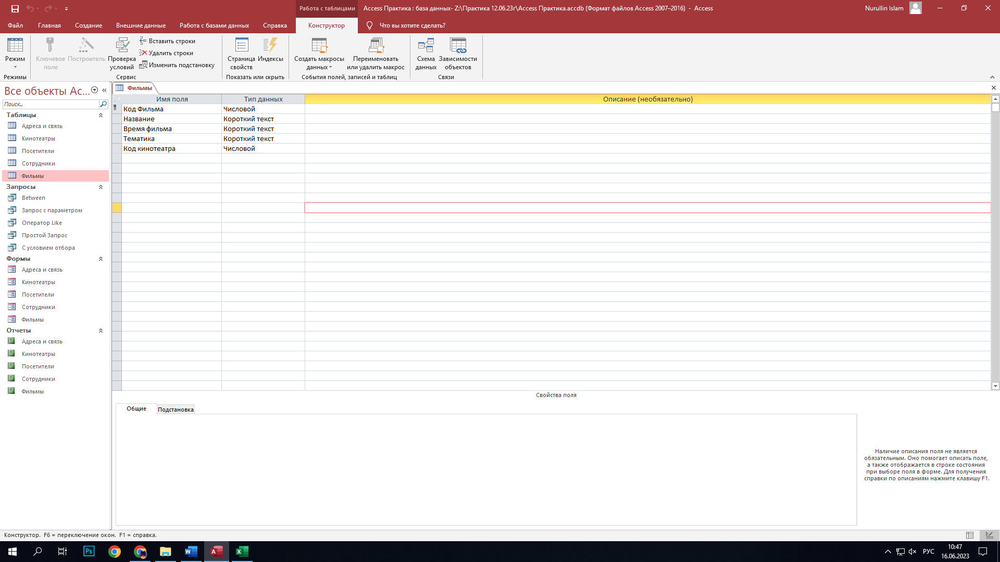 Работа с таблицами
Access Практика : база данных- Z:\Практика 12.06.23г\Access Практика.accdb (Формат файлов Access 2007–2016) - Access
Nurullin Islam
Файл Главная Создание Внешние данные Работа с базами данных Справка Конструктор Что вы хотите сделать?
Режим
Ключевое поле
Построитель
Проверка условий
Вставить строки
Удалить строки
Изменить подстановку
Страница свойств
Индексы
Создать макросы данных
Переименовать или удалить макрос
Схема данных
Зависимости объектов
Режимы Сервис Показать или скрыть События полей, записей и таблиц Связи
Все объекты Ac...
Поиск...
Таблицы
Адреса и связь
Кинотеатры
Посетители
Сотрудники
Фильмы
Запросы
Between
Запрос с параметром
Оператор Like
Простой Запрос
С условием отбора
Формы
Адреса и связь
Кинотеатры
Посетители
Сотрудники
Фильмы
Отчеты
Адреса и связь
Кинотеатры
Посетители
Сотрудники
Фильмы
Фильмы
Имя поля Тип данных Описание (необязательно)
Код Фильма Числовой
Название Короткий текст
Время фильма Короткий текст
Тематика Короткий текст
Код кинотеатра Числовой
Свойства поля
Общие Подстановка
Наличие описания поля не является
обязательным. Оно помогает описать поле,
а также отображается в строке состояния
при выборе поля в форме. Для получения
справки по описаниям нажмите клавишу F1.
Конструктор. F6 = переключение окон. F1 = справка.
Ps
W
A
X
РУС
10:47
16.06.2023